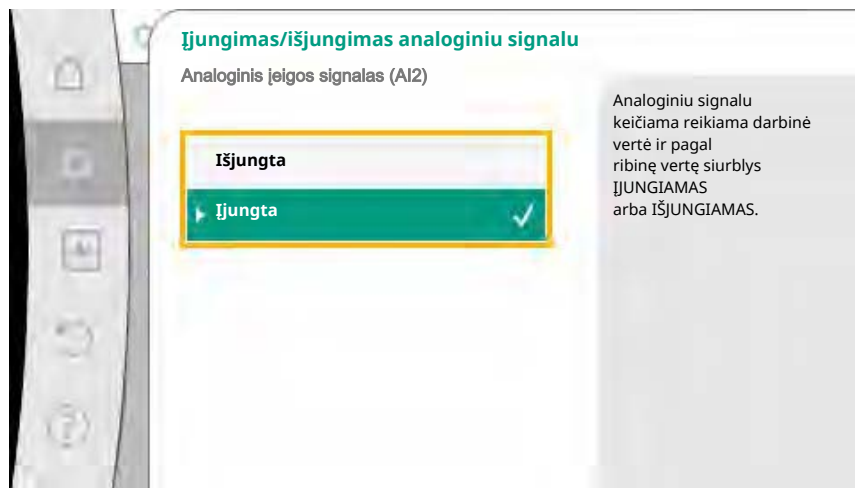 Įjungimas/išjungimas analoginiu signalu
Analoginis įeigos signalas (AI2)
Išjungta
Įjungta
Analoginiu signalu
keičiama reikiama darbinė
vertė ir pagal
ribinę vertę siurblys
ĮJUNGIAMAS
arba IŠJUNGIAMAS.